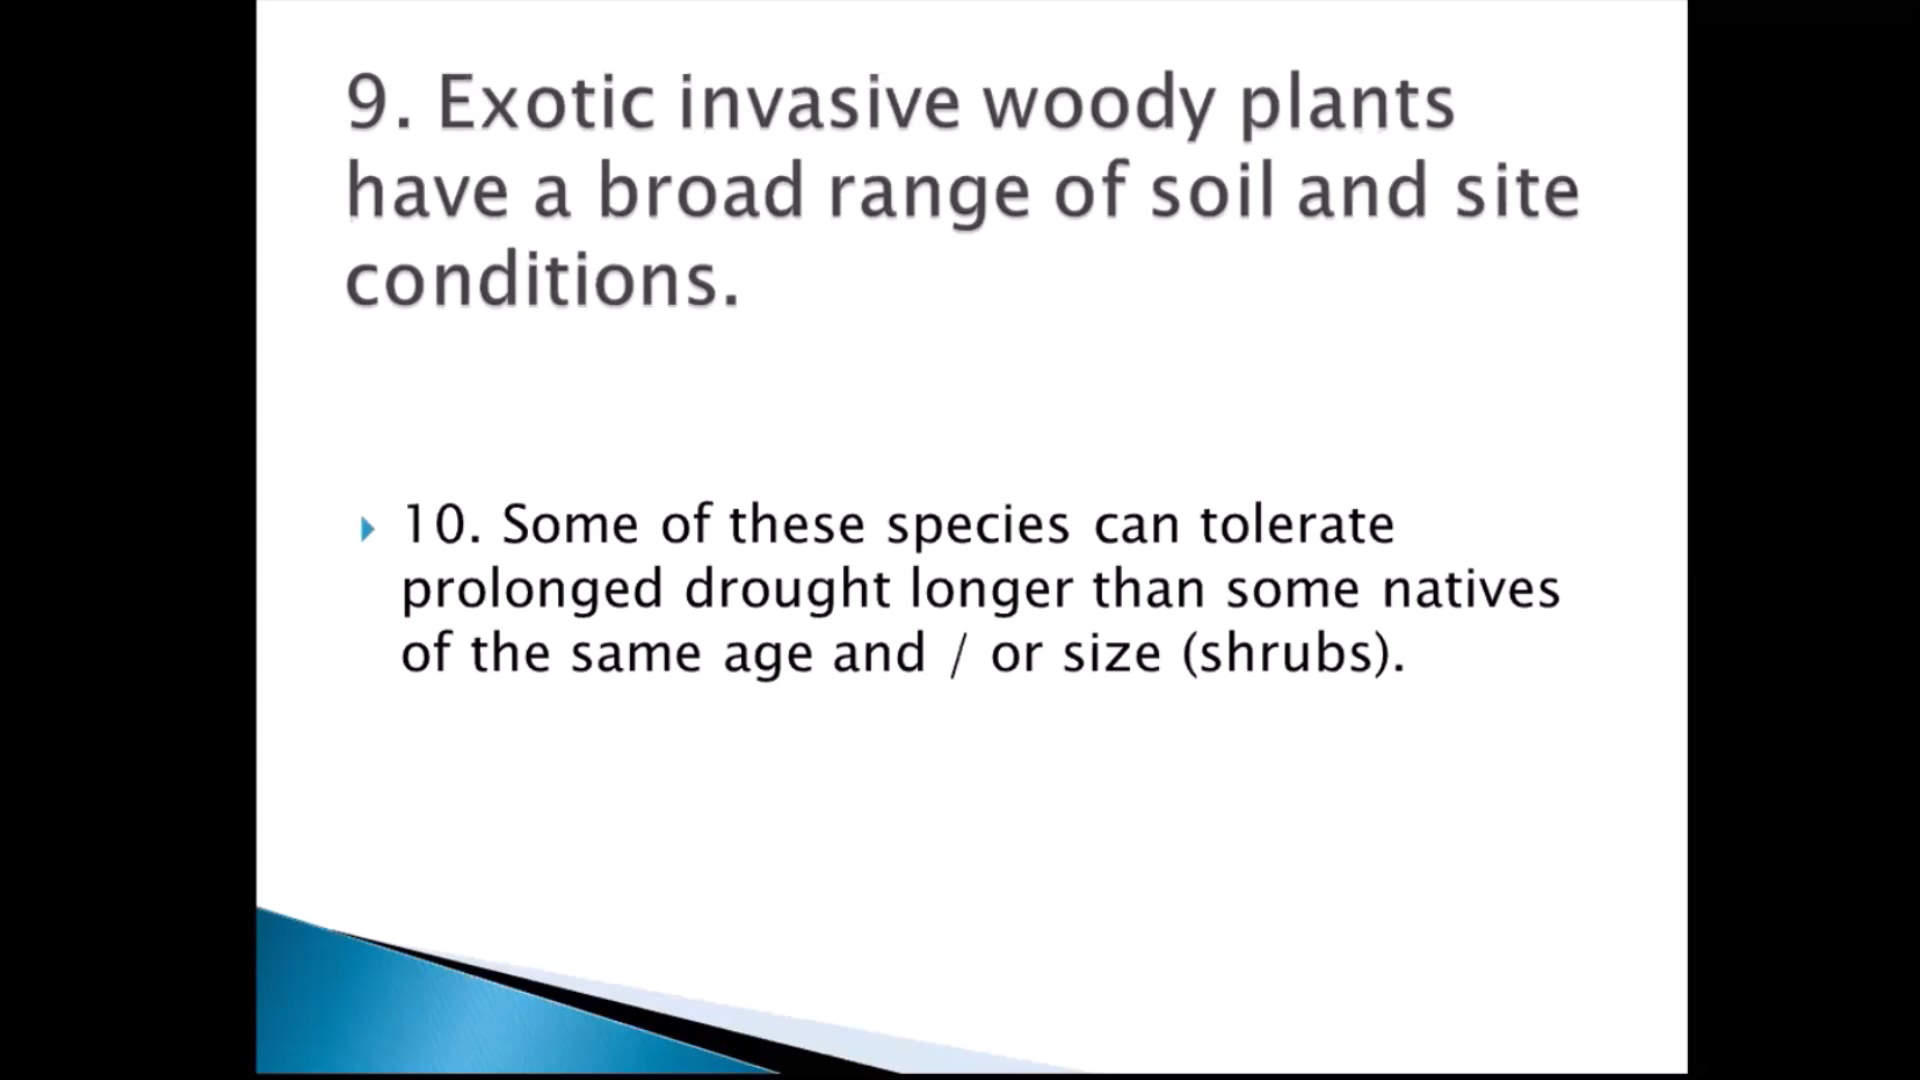 9. Exotic invasive woody plants
have a broad range of soil and site
conditions.
10. Some of these species can tolerate
prolonged drought longer than some natives
of the same age and / or size (shrubs).